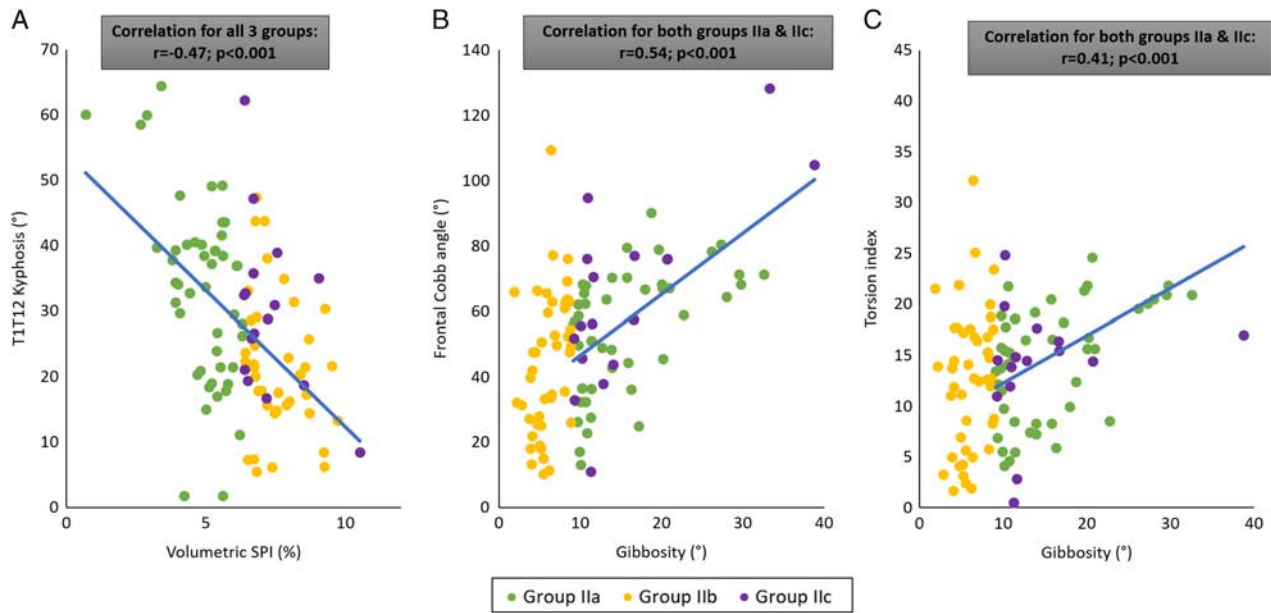 A
Correlation for all 3 groups:
r=-0.47; p<0.001
T1T12 Kyphosis (°)
70
60
50
40
30
20
10
0
0 5 10
Volumetric SPI (%)
B
Correlation for both groups IIa & IIc:
r=0.54; p<0.001
Frontal Cobb angle (°)
140
120
100
80
60
40
20
0
0 10 20 30 40
Gibbosity (°)
C
Correlation for both groups IIa & IIc:
r=0.41; p<0.001
Torsion index
45
40
35
30
25
20
15
10
5
0
0 10 20 30 40
Gibbosity (°)
Group IIa Group IIb Group IIc